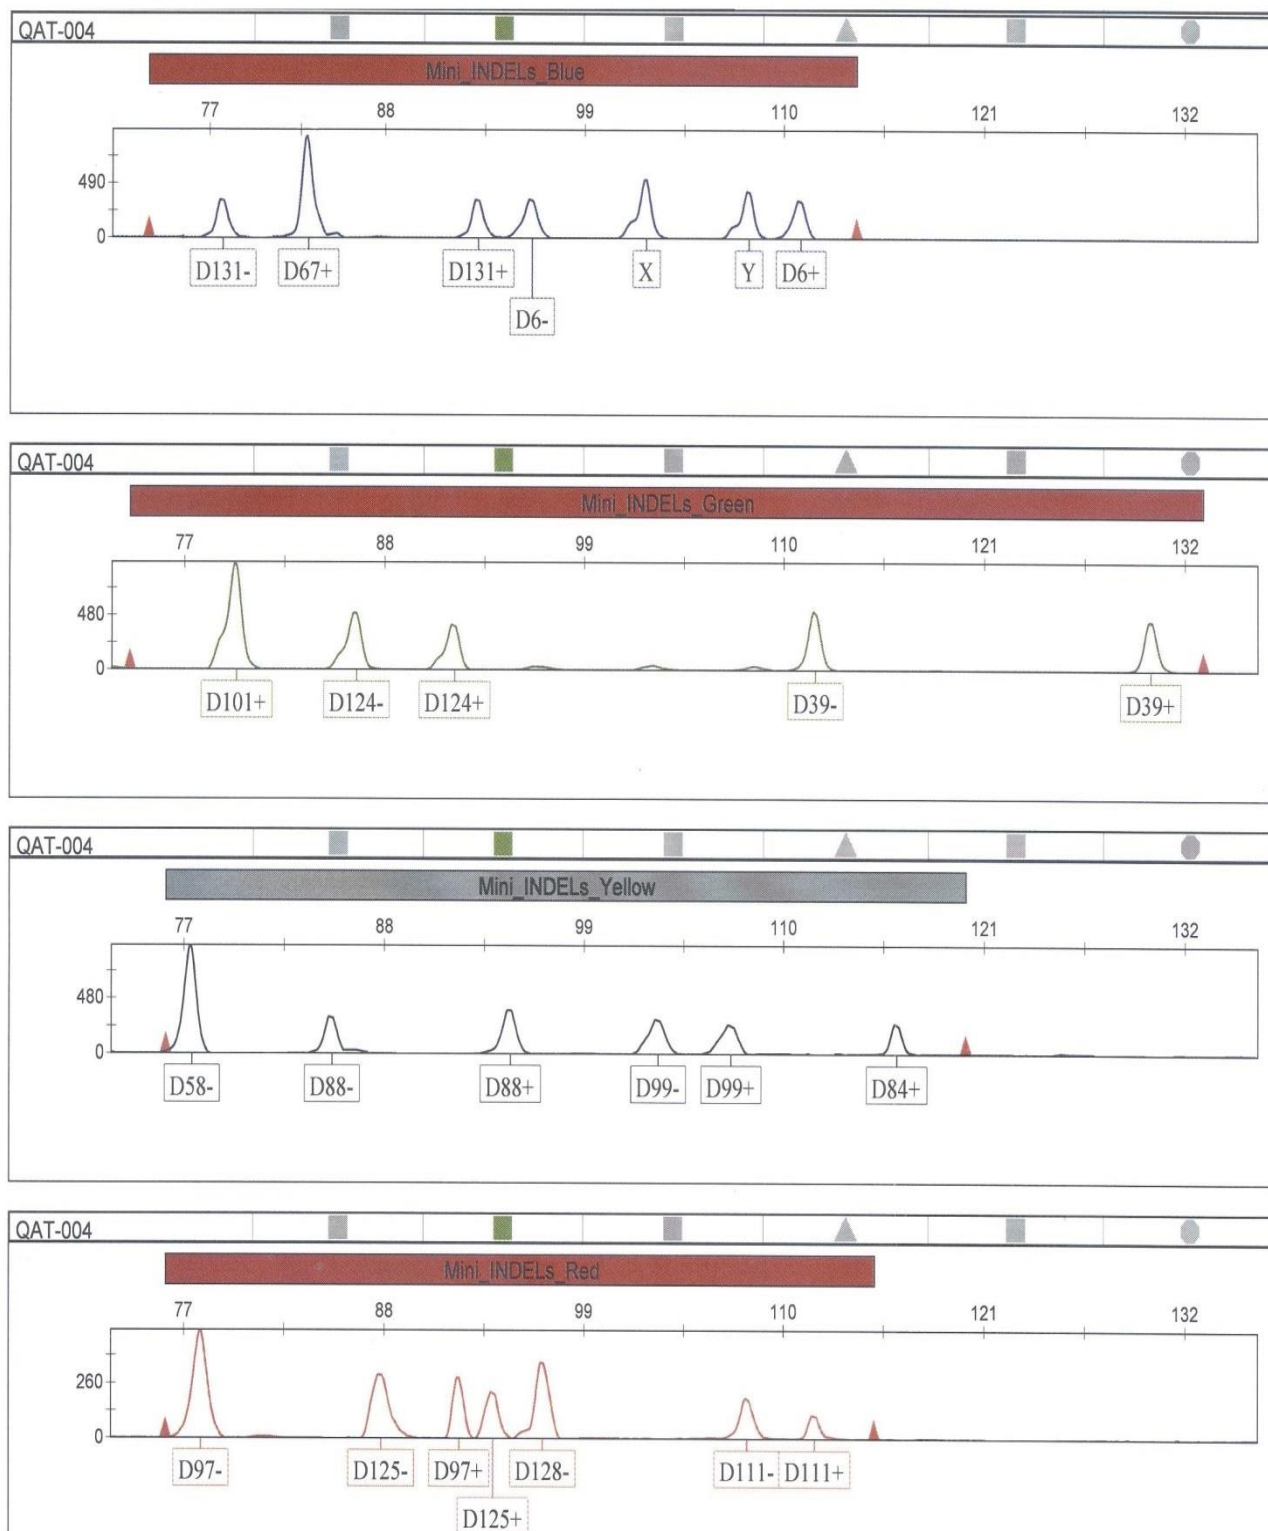 QAT-004
Mini_INDELs_Blue
77 88 99 110 121 132
490
0
D131- D67+ D131+ X Y D6+
D6-
QAT-004
Mini_INDELs_Green
77 88 99 110 121 132
480
0
D101+ D124- D124+ D39- D39+
QAT-004
Mini_INDELs_Yellow
77 88 99 110 121 132
480
0
D58- D88- D88+ D99- D99+ D84+
QAT-004
Mini_INDELs_Red
77 88 99 110 121 132
260
0
D97- D125- D97+ D128- D111- D111+
D125+